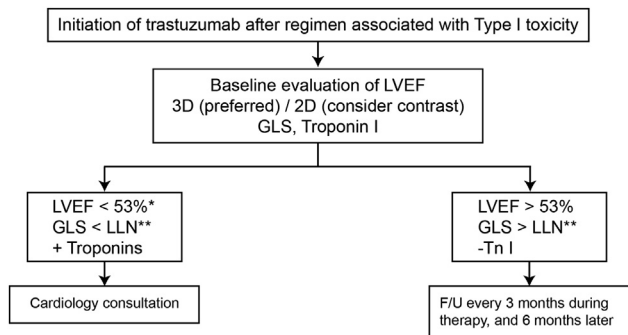 Initiation of trastuzumab after regimen associated with Type I toxicity
Baseline evaluation of LVEF
3D (preferred) / 2D (consider contrast)
GLS, Troponin I
LVEF < 53%*
GLS < LLN**
+ Troponins
LVEF > 53%
GLS > LLN**
-Tn I
Cardiology consultation
F/U every 3 months during
therapy, and 6 months later